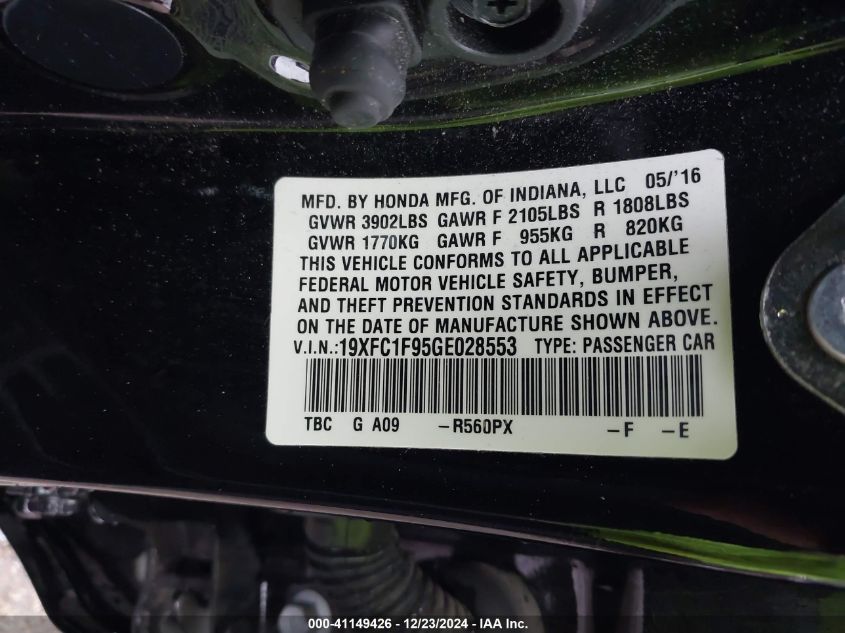 MFD. BY HONDA MFG. OF INDIANA, LLC 05/'16
GVWR 3902LBS GAWR F 2105LBS R 1808LBS
GVWR 1770KG GAWR F 955KG R 820KG
THIS VEHICLE CONFORMS TO ALL APPLICABLE
FEDERAL MOTOR VEHICLE SAFETY, BUMPER,
AND THEFT PREVENTION STANDARDS IN EFFECT
ON THE DATE OF MANUFACTURE SHOWN ABOVE.
V.I.N.:19XFC1F95GE028553 TYPE: PASSENGER CAR
TBC G A09 -R560PX -F -E
000-41149426 - 12/23/2024 - IAA Inc.